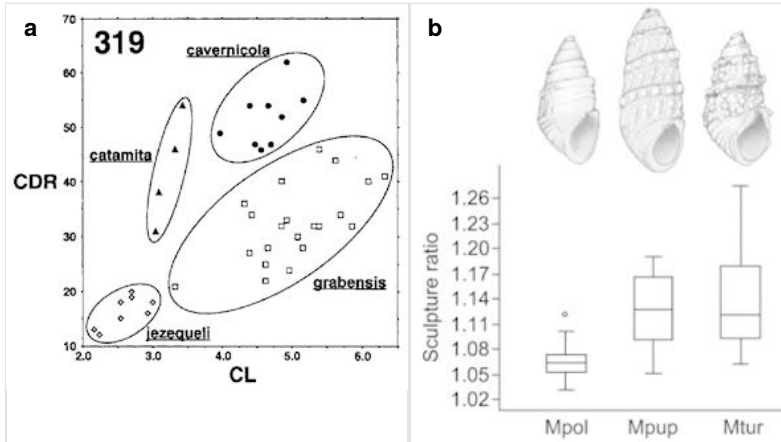 a
319
70
60
50
40
30
20
10
CDR
cavernicola
catamita
grabensis
jezequeli
2.0
3.0
4.0
5.0
6.0
CL
b
Sculpture ratio
1.26
1.23
1.20
1.17
1.14
1.11
1.08
1.05
1.02
Mpol Mpup Mtur